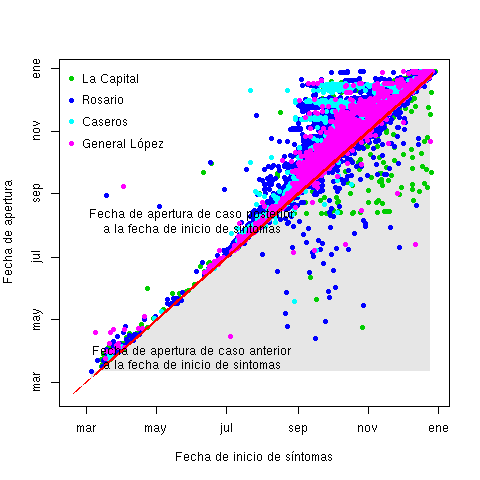 La Capital
Rosario
Caseros
General López
Fecha de apertura de caso posterior
a la fecha de inicio de síntomas
Fecha de apertura de caso anterior
a la fecha de inicio de sintomas
Fecha de apertura
mar
may
jul
sep
nov
ene
mar
may
jul
sep
nov
ene
Fecha de inicio de síntomas